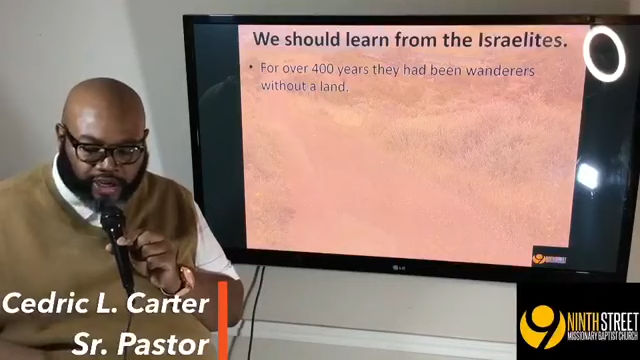 We should learn from the Israelites.
• For over 400 years they had been wanderers
without a land.
LG
Cedric L. Carter
Sr. Pastor
9 NINTH STREET
MISSIONARY BAPTIST CHURCH